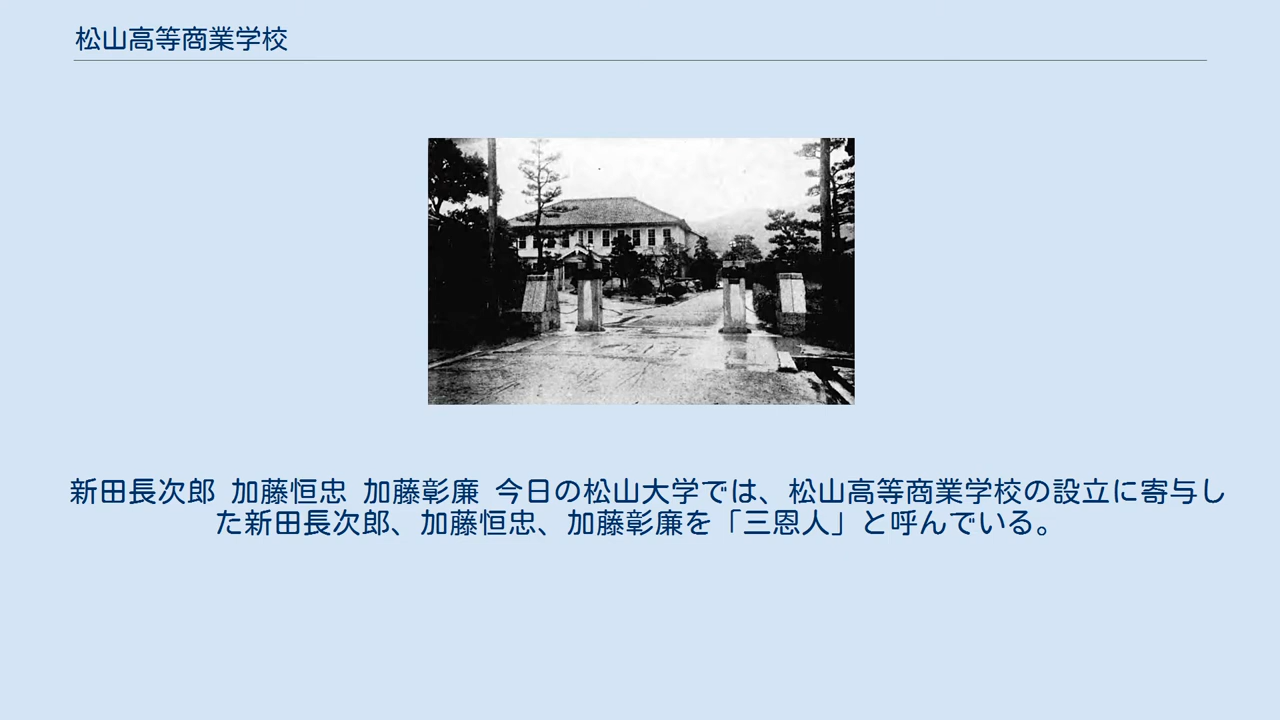 松山高等商業学校
新田長次郎 加藤恒忠 加藤彰廉 今日の松山大学では、松山高等商業学校の設立に寄与し
た新田長次郎、加藤恒忠、加藤彰廉を「三恩人」と呼んでいる。